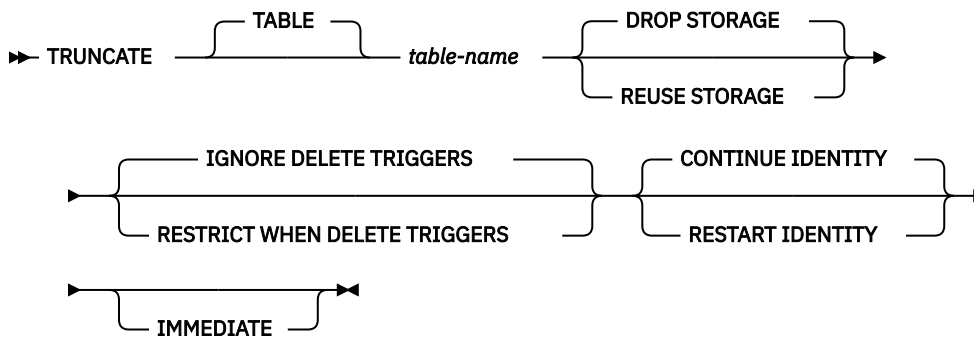 TABLE
DROP STORAGE
TRUNCATE table-name
REUSE STORAGE
IGNORE DELETE TRIGGERS CONTINUE IDENTITY
RESTRICT WHEN DELETE TRIGGERS RESTART IDENTITY
IMMEDIATE